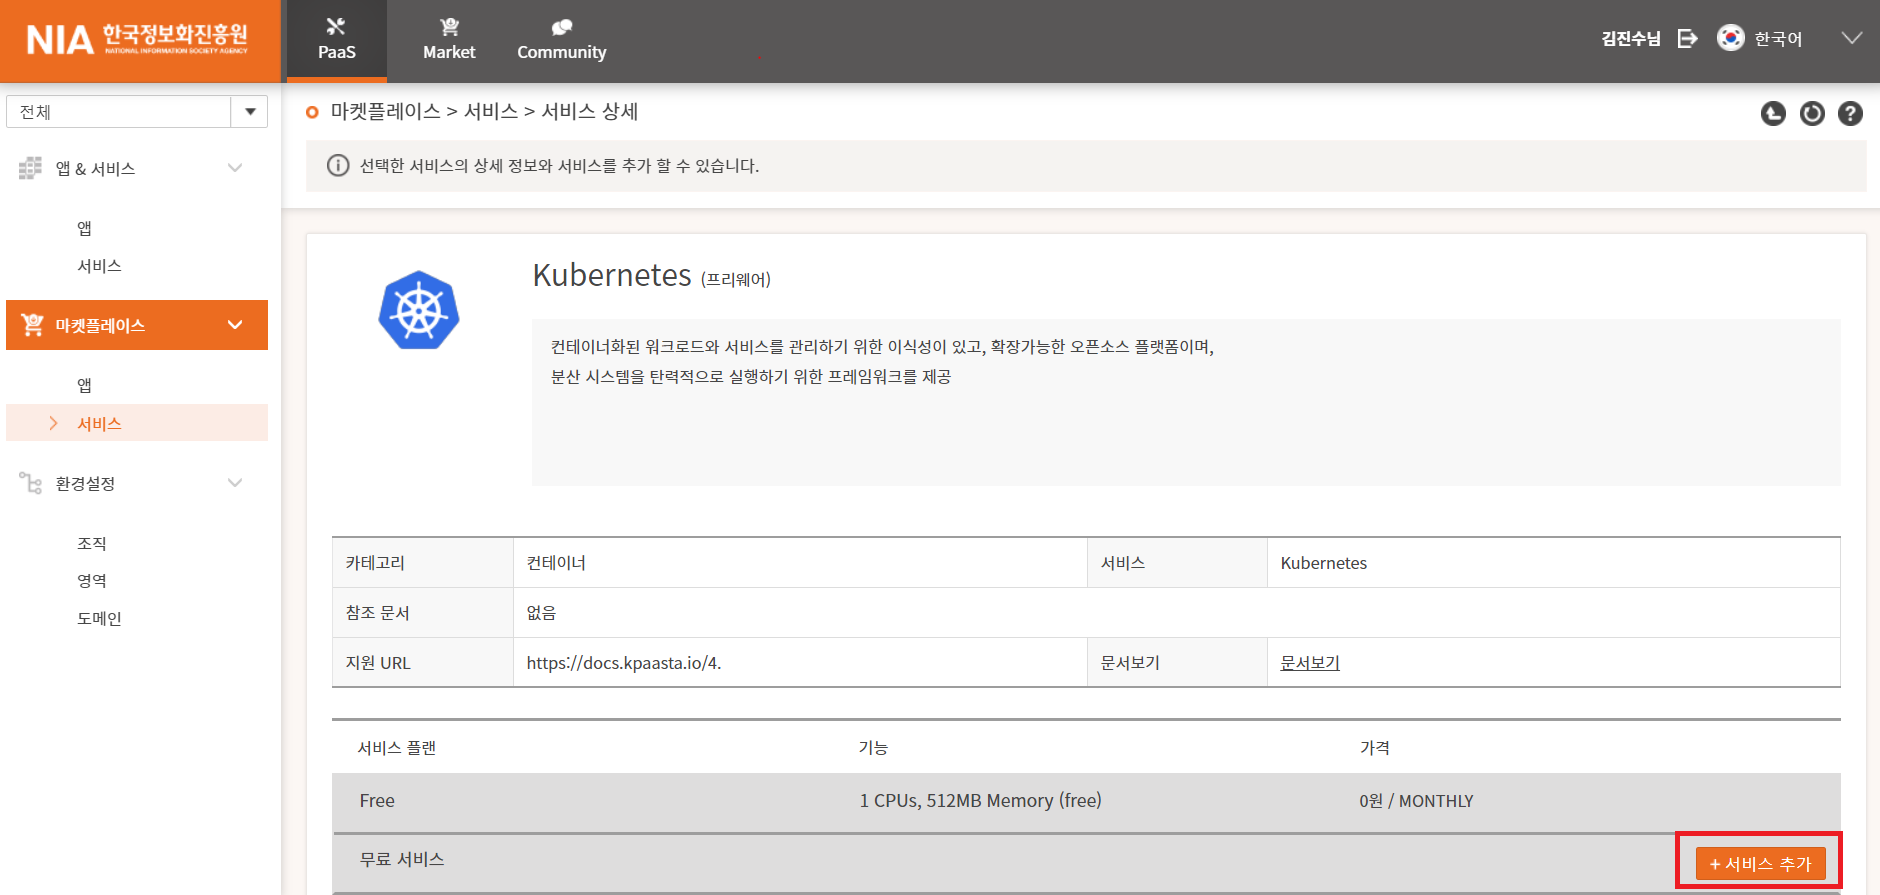 NIA 한국정보화진흥원
NATIONAL INFORMATION SOCIETY AGENCY
PaaS
Market
Community
김진수님
한국어
전체
앱 & 서비스
앱
서비스
마켓플레이스
앱
서비스
환경설정
조직
영역
도메인
마켓플레이스 > 서비스 > 서비스 상세
선택한 서비스의 상세 정보와 서비스를 추가 할 수 있습니다.
Kubernetes (프리웨어)
컨테이너화된 워크로드와 서비스를 관리하기 위한 이식성이 있고, 확장가능한 오픈소스 플랫폼이며,
분산 시스템을 탄력적으로 실행하기 위한 프레임워크를 제공
카테고리 컨테이너 서비스 Kubernetes
참조 문서 없음
지원 URL https://docs.kpaasta.io/4. 문서보기 문서보기
서비스 플랜 기능 가격
Free 1 CPUs, 512MB Memory (free) 0원 / MONTHLY
무료 서비스
+ 서비스 추가